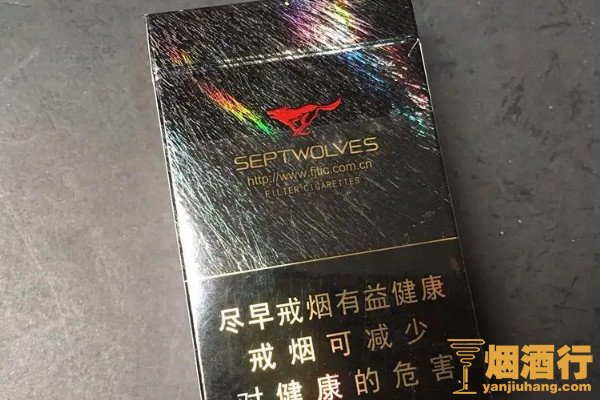 SEPTWOLVES
http://www.fjtic.com.cn
FILTER CIGARETTES
尽早戒烟有益健康
戒烟可减少
对健康的危害
烟酒行
yanjiuhang.com